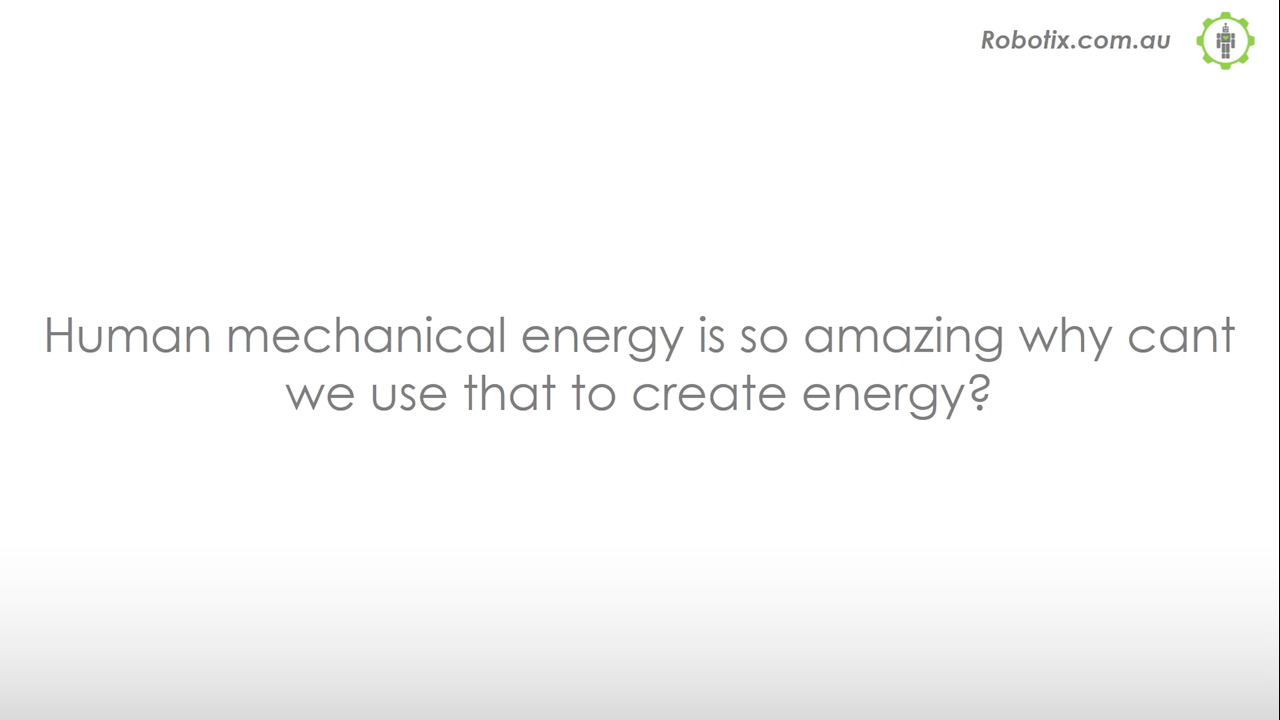 Robotix.com.au
Human mechanical energy is so amazing why cant
we use that to create energy?